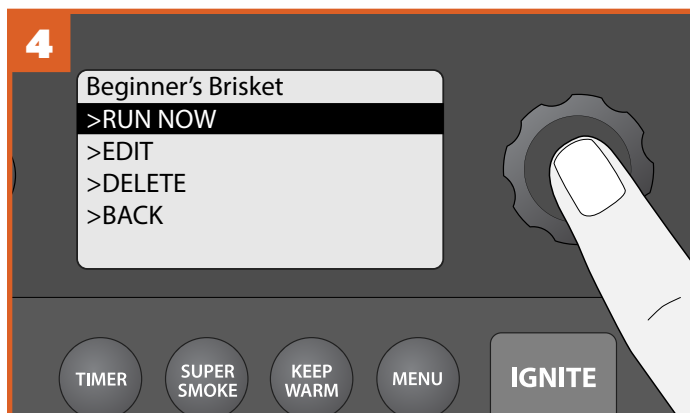 4
Beginner's Brisket
>RUN NOW
>EDIT
>DELETE
>BACK
TIMER
SUPER
SMOKE
KEEP
WARM
MENU
IGNITE